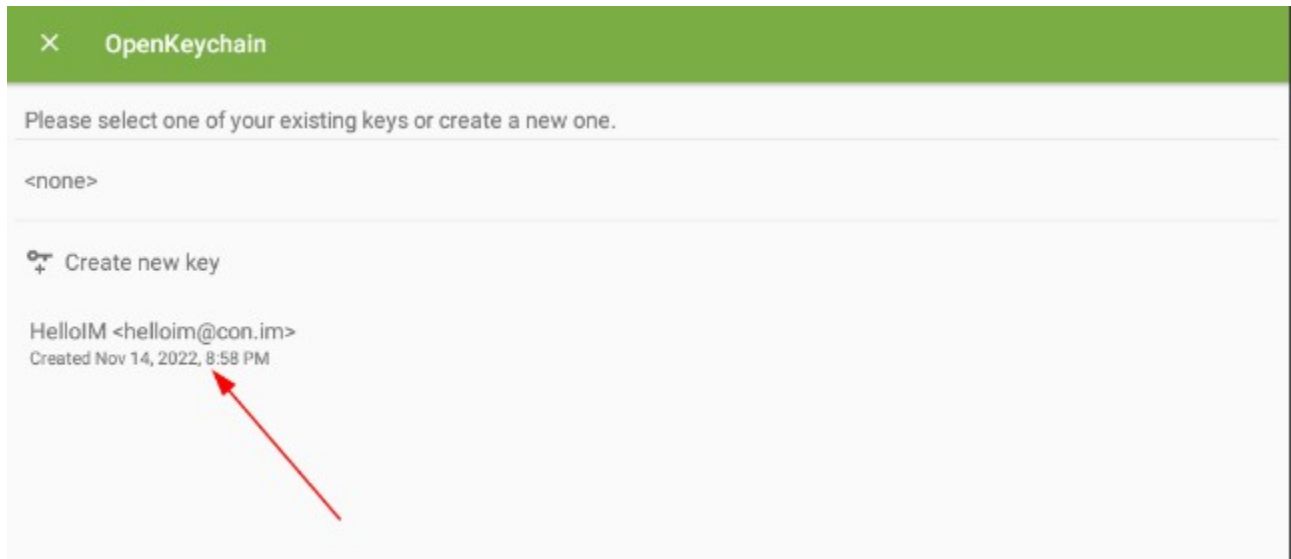 OpenKeychain
Please select one of your existing keys or create a new one.
<none>
Create new key
HelloIM <helloim@con.im>
Created Nov 14, 2022, 8:58 PM